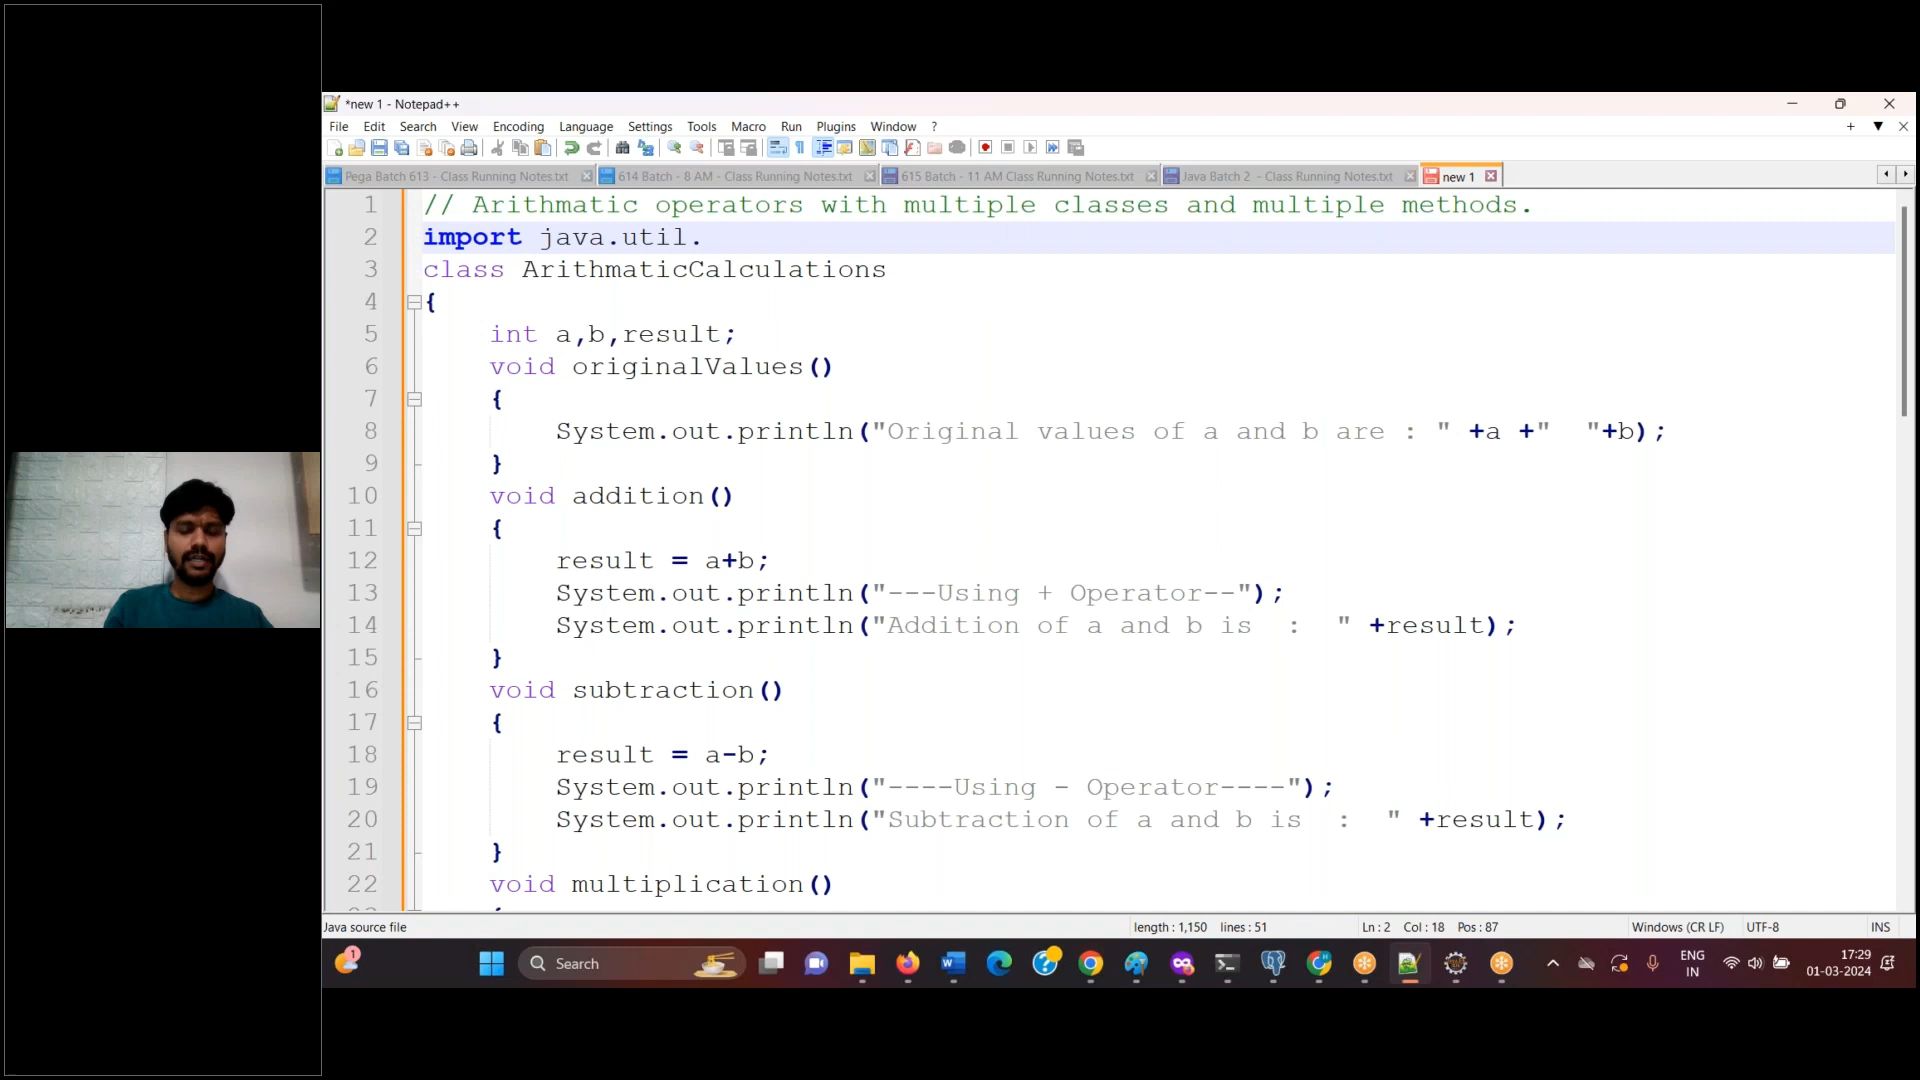 *new 1 - Notepad++
File Edit Search View Encoding Language Settings Tools Macro Run Plugins Window ?
Pega Batch 613 - Class Running Notes.txt 614 Batch - 8 AM - Class Running Notes.txt 615 Batch - 11 AM Class Running Notes.txt Java Batch 2 - Class Running Notes.txt new 1
1 // Arithmatic operators with multiple classes and multiple methods.
2 import java.util.
3 class ArithmaticCalculations
4 {
5 int a,b,result;
6 void originalValues()
7 {
8 System.out.println("Original values of a and b are : " +a +"  "+b);
9 }
10 void addition()
11 {
12 result = a+b;
13 System.out.println("---Using + Operator--");
14 System.out.println("Addition of a and b is  :  " +result);
15 }
16 void subtraction()
17 {
18 result = a-b;
19 System.out.println("----Using - Operator----");
20 System.out.println("Subtraction of a and b is  :  " +result);
21 }
22 void multiplication()
Java source file length : 1,150 lines : 51 Ln : 2 Col : 18 Pos : 87 Windows (CR LF) UTF-8 INS
1 Search ENG IN 17:29 01-03-2024